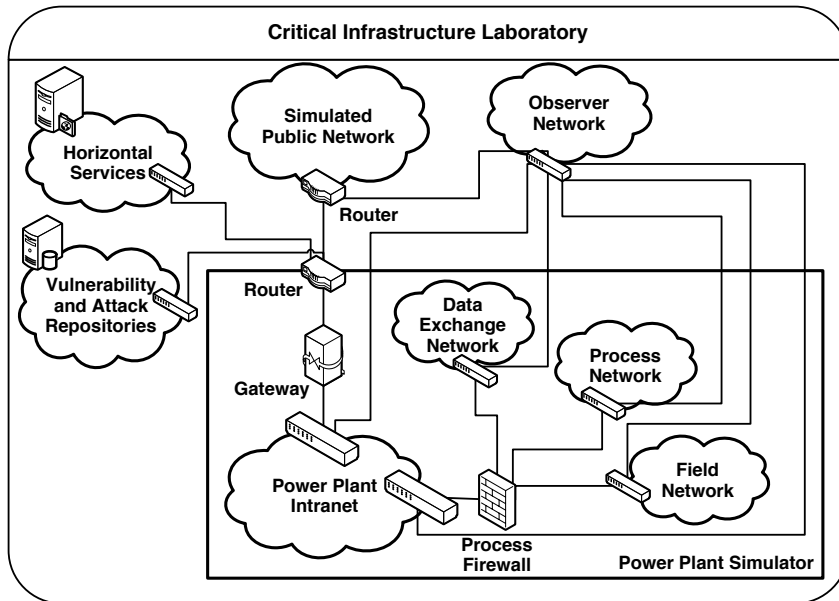 Critical Infrastructure Laboratory
Horizontal
Services
Simulated
Public Network
Observer
Network
Router
Vulnerability
and Attack
Repositories
Router
Data
Exchange
Network
Process
Network
Gateway
Power Plant
Intranet
Field
Network
Process
Firewall
Power Plant Simulator